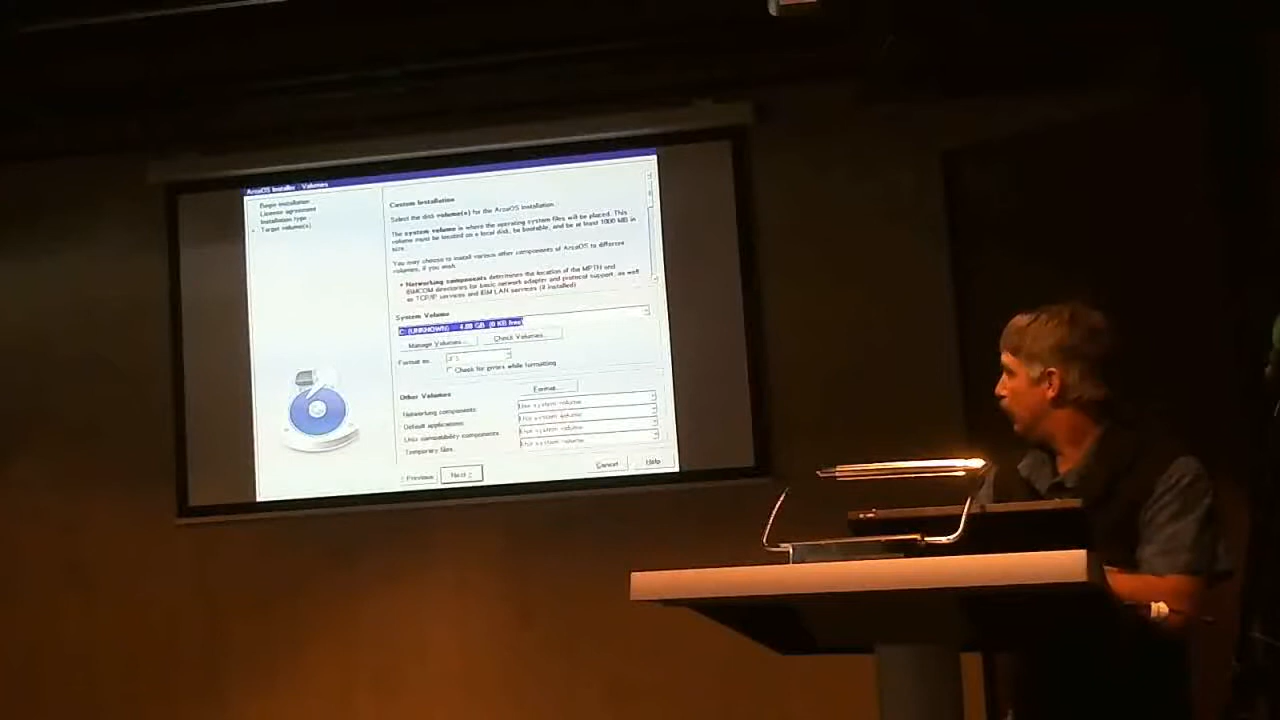 ArcaOS Installer - Volumes
Begin installation
License agreement
Installation type
Target volume(s)
Custom Installation
Select the disk volume(s) for the ArcaOS installation.
The system volume is where the operating system files will be placed. This
volume must be located on a local disk, be bootable, and be at least 1000 MB in
size.
You may choose to install various other components of ArcaOS to different
volumes, if you wish.
• Networking components determines the location of the MPTN and
IBMCOM directories for basic network adapter and protocol support, as well
as TCP/IP services and IBM LAN services (if installed)
System Volume
C: (UNKNOWN) 4.88 GB (0 KB free)
Manage Volumes...
Check Volumes...
Format as:
JFS
Check for errors while formatting
Other Volumes
Format...
Networking components:
Use system volume
Default applications:
Use system volume
Unix compatibility components:
Use system volume
Temporary files:
Use system volume
< Previous
Next >
Cancel
Help